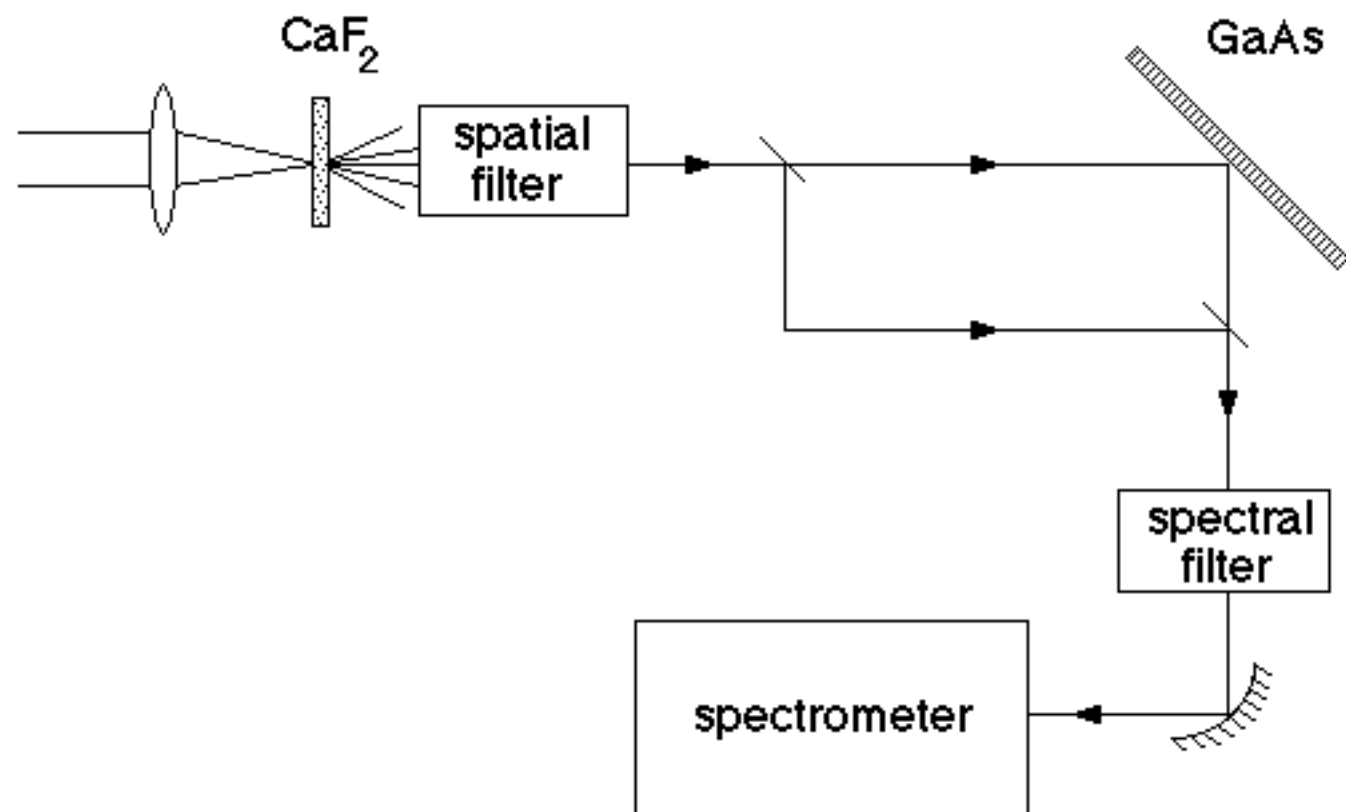 CaF₂
GaAs
spatial
filter
spectral
filter
spectrometer